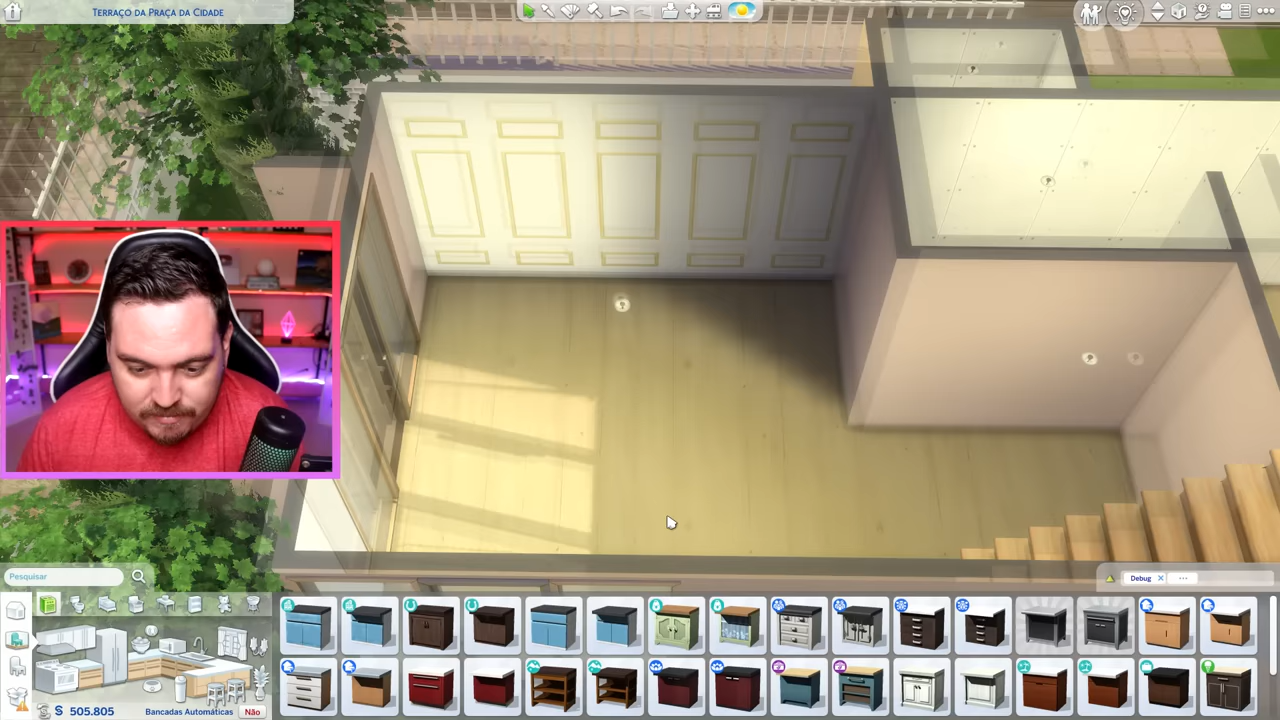 TERRAÇO DA PRAÇA DA CIDADE
Debug
Pesquisar
$ 505.805
Bancadas Automáticas
Não